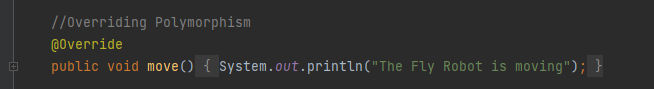 //Overriding Polymorphism
@Override
public void move() { System.out.println("The Fly Robot is moving"); }